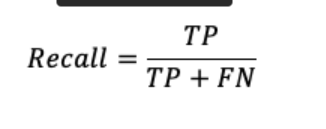 Recall = TP / TP + FN